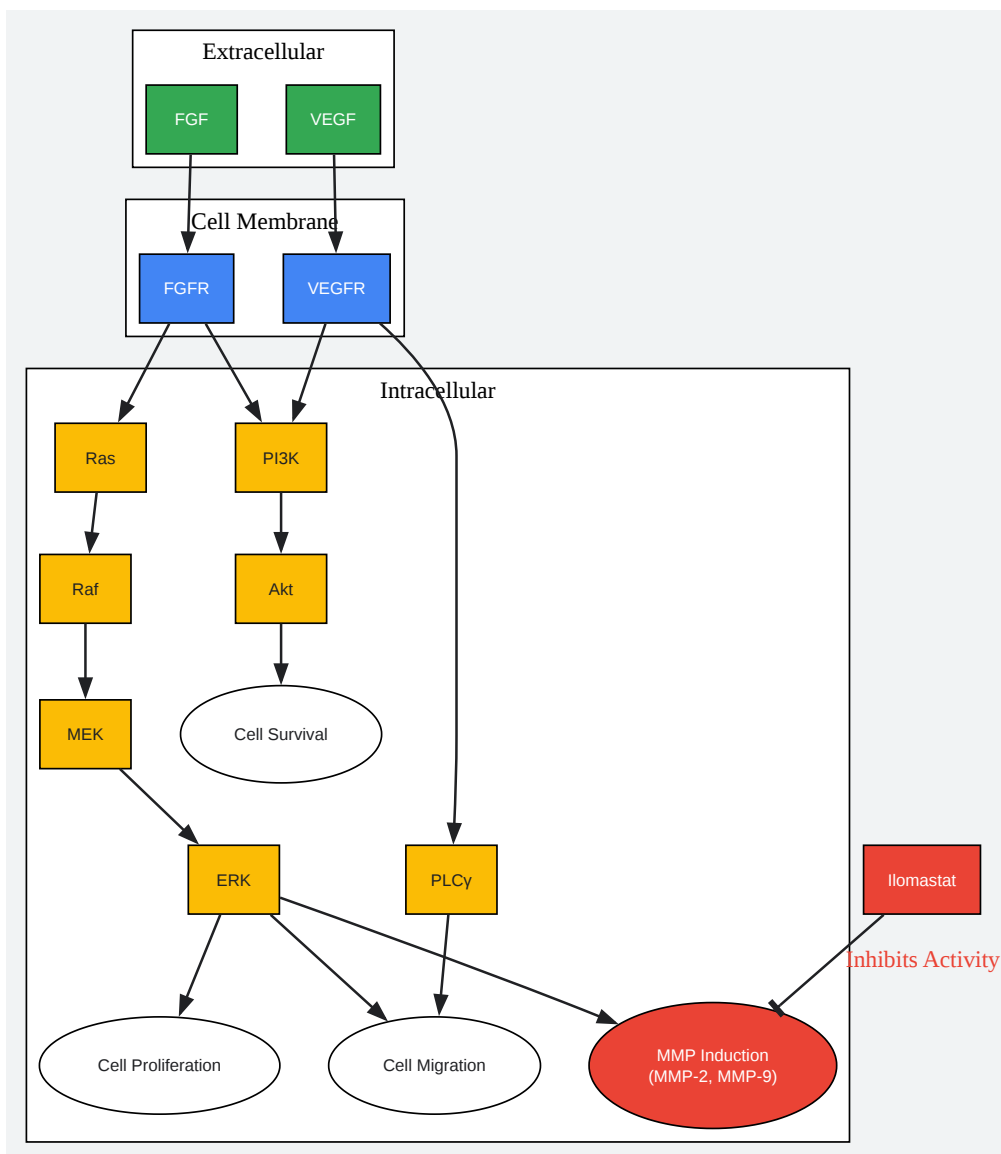 Extracellular
FGF
VEGF
Cell Membrane
FGFR
VEGFR
Intracellular
Ras
PI3K
Raf
Akt
MEK
Cell Survival
ERK
PLCγ
Ilomastat
Inhibits Activity
Cell Proliferation
Cell Migration
MMP Induction
(MMP-2, MMP-9)